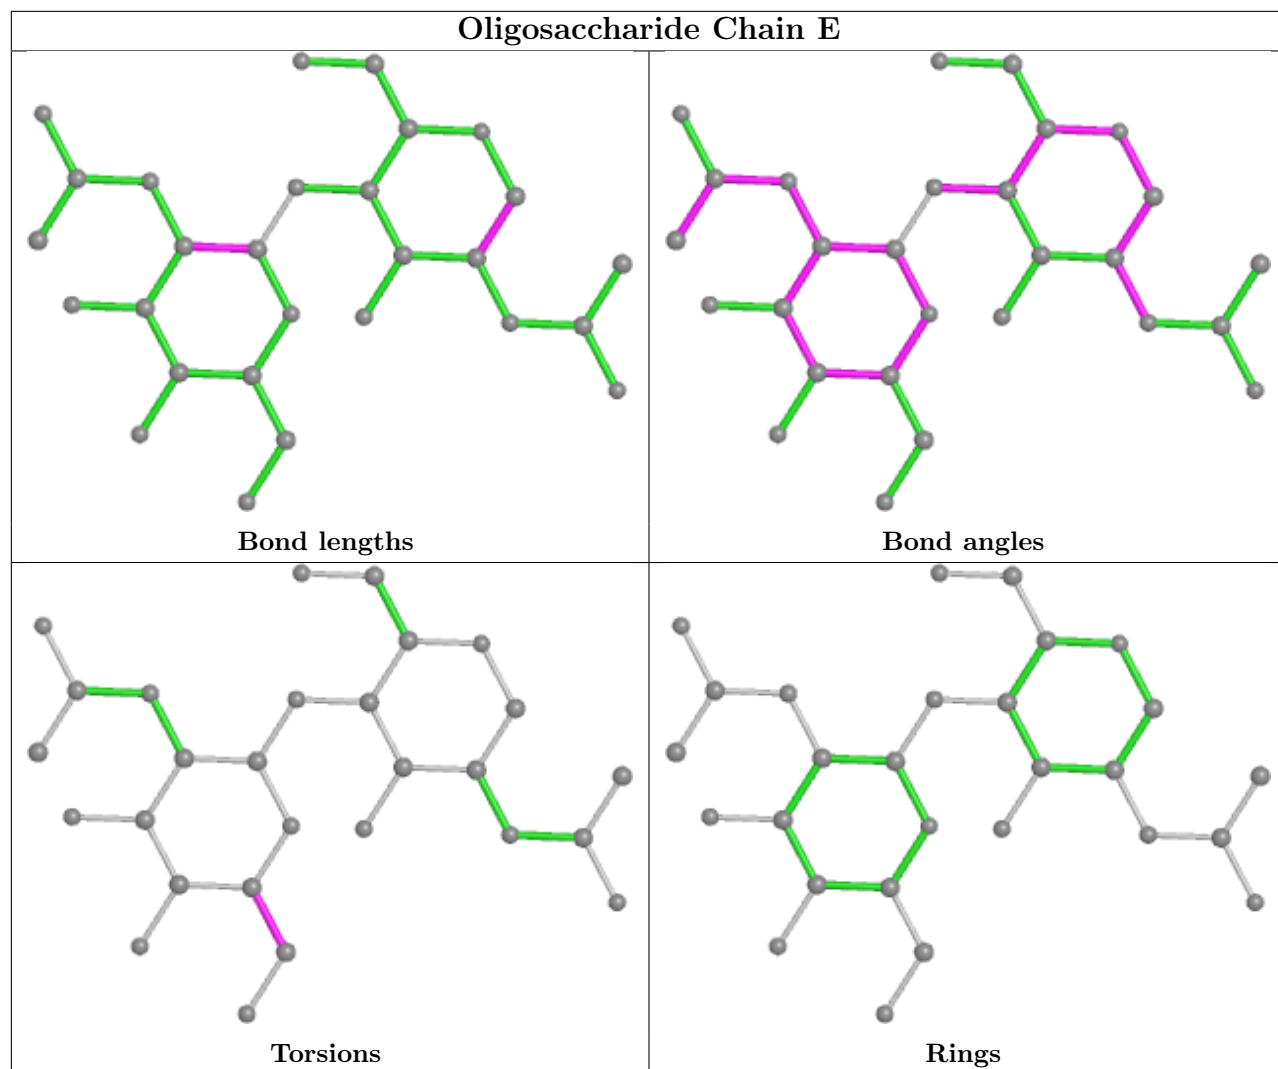 Oligosaccharide Chain E
Bond lengths
Bond angles
Torsions
Rings